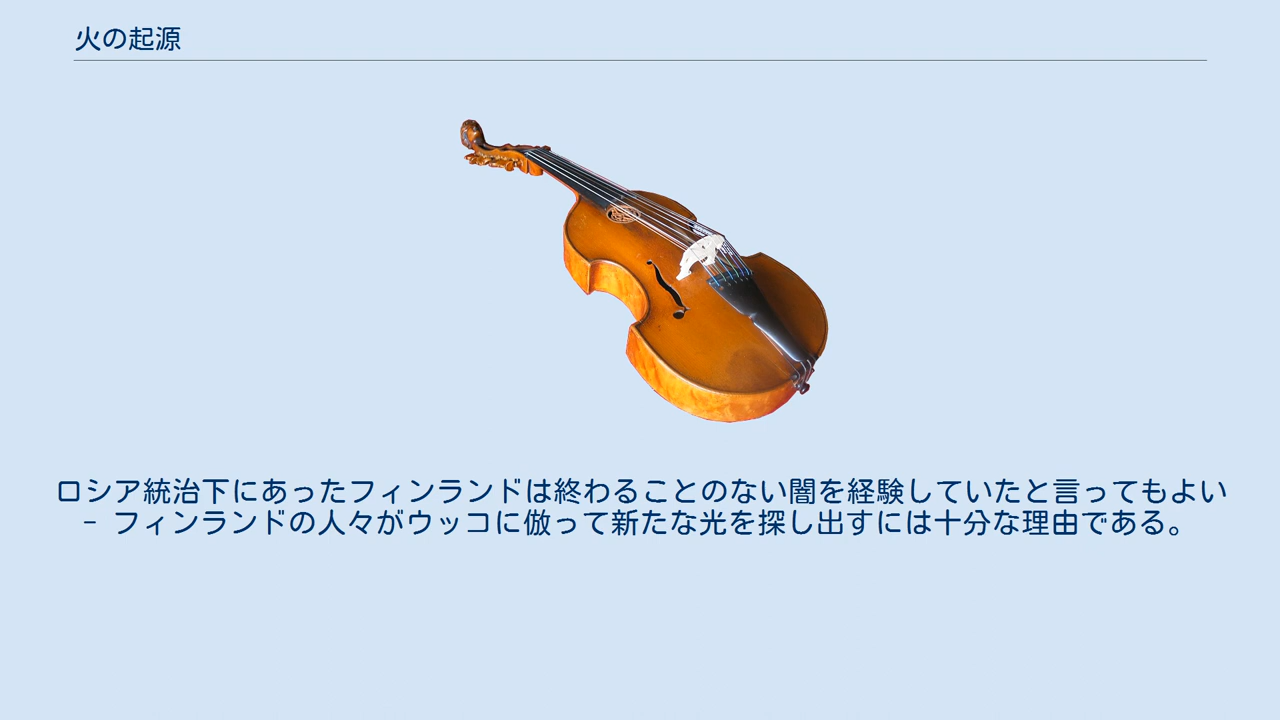 火の起源
ロシア統治下にあったフィンランドは終わることのない闇を経験していたと言ってもよい
- フィンランドの人々がウッコに倣って新たな光を探し出すには十分な理由である。